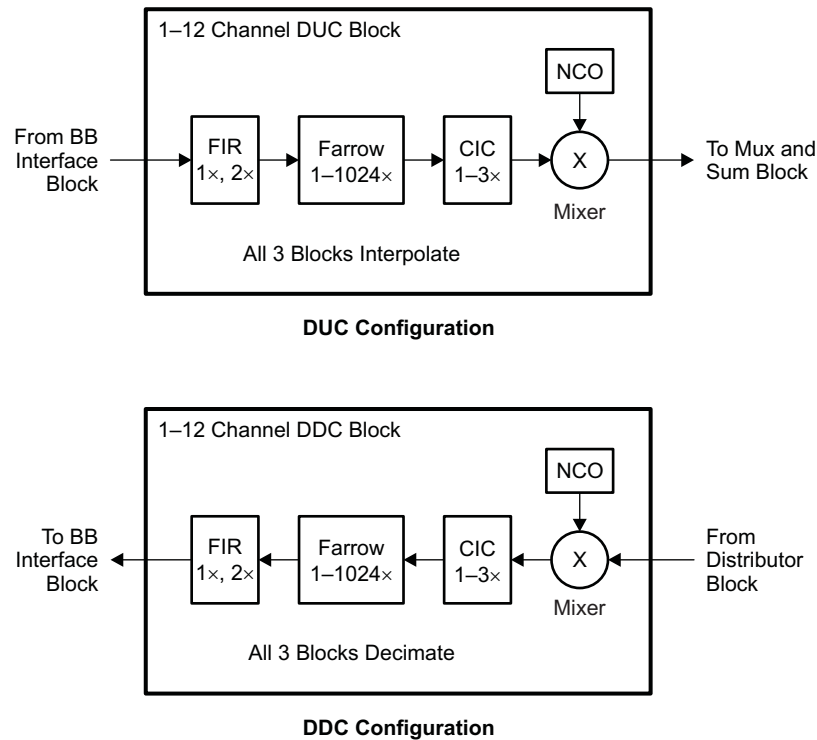 1–12 Channel DUC Block
NCO
From BB
Interface
Block
FIR
1×, 2×
Farrow
1–1024×
CIC
1–3×
X
To Mux and
Sum Block
Mixer
All 3 Blocks Interpolate
DUC Configuration
1–12 Channel DDC Block
NCO
To BB
Interface
Block
FIR
1×, 2×
Farrow
1–1024×
CIC
1–3×
X
From
Distributor
Block
Mixer
All 3 Blocks Decimate
DDC Configuration